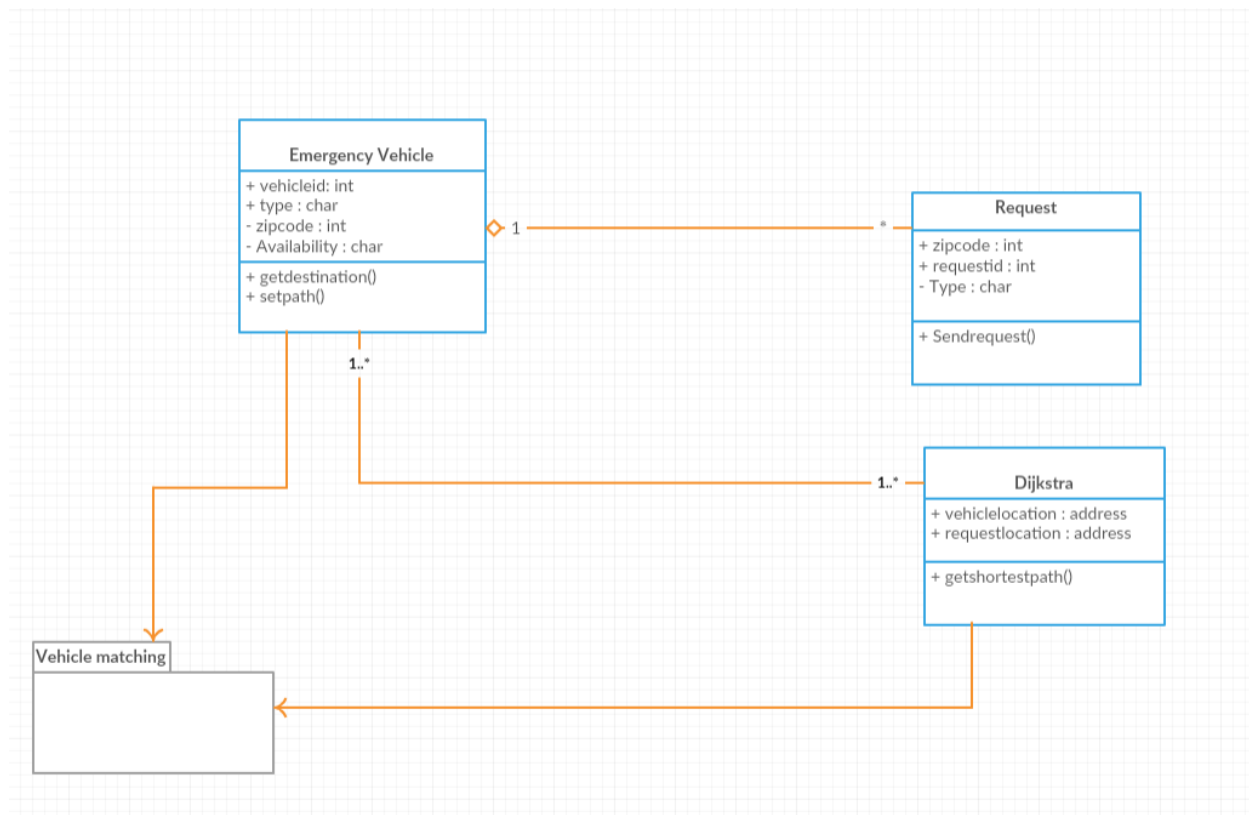 Emergency Vehicle
+ vehicleid: int
+ type : char
- zipcode : int
- Availability : char
+ getdestination()
+ setpath()
1
*
Request
+ zipcode : int
+ requestid : int
- Type : char
+ Sendrequest()
1..*
1..*
Dijkstra
+ vehiclelocation : address
+ requestlocation : address
+ getshortestpath()
Vehicle matching